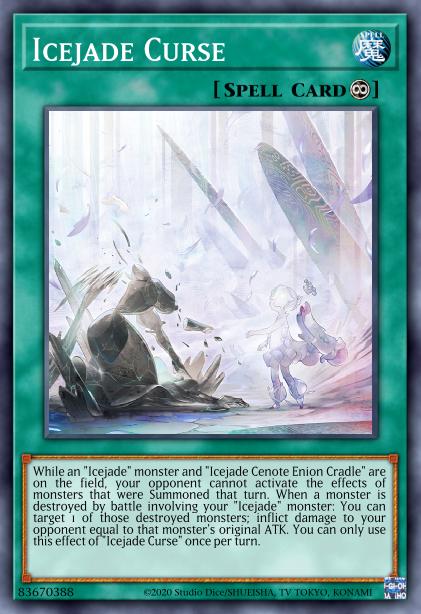 Icejade Curse
SPELL
魔
[Spell Card]
While an "Icejade" monster and "Icejade Cenote Enion Cradle" are
on the field, your opponent cannot activate the effects of
monsters that were Summoned that turn. When a monster is
destroyed by battle involving your "Icejade" monster: You can
target 1 of those destroyed monsters; inflict damage to your
opponent equal to that monster's original ATK. You can only use
this effect of "Icejade Curse" once per turn.
83670388
©2020 Studio Dice/SHUEISHA, TV TOKYO, KONAMI